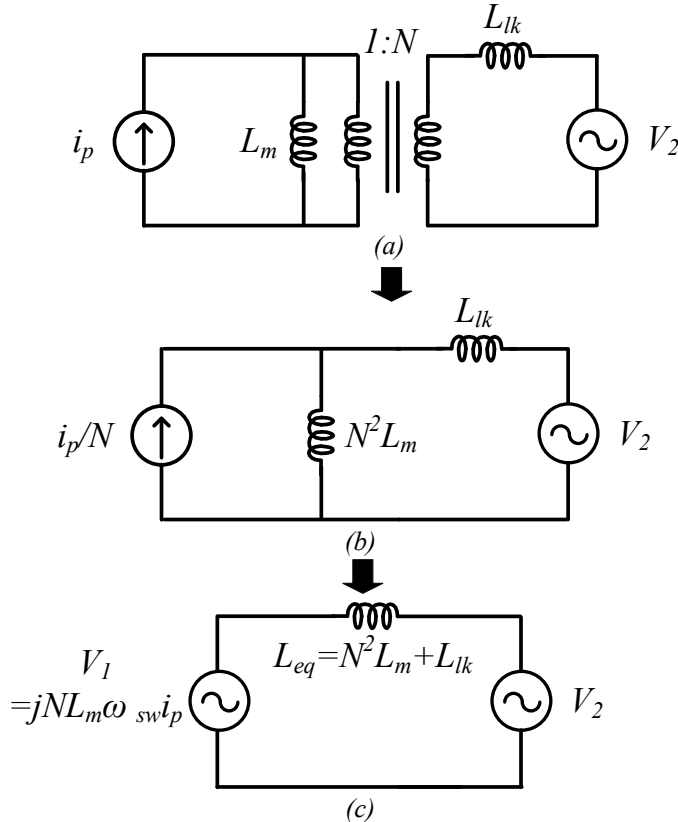 L_lk
1:N
i_p
L_m
V_2
(a)
L_lk
i_p/N
N^2L_m
V_2
(b)
V_1
=jNL_mω_sw i_p
L_eq=N^2L_m+L_lk
V_2
(c)